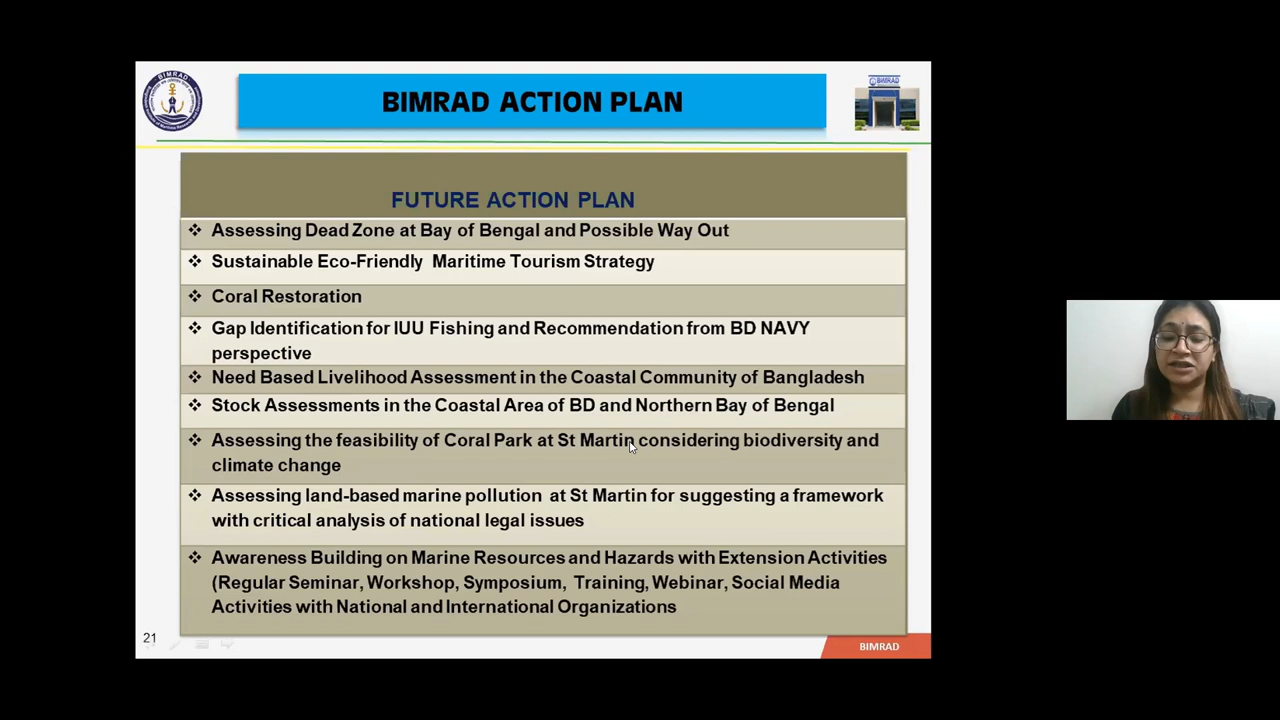 BIMRAD
BIMRAD ACTION PLAN
BIMRAD
FUTURE ACTION PLAN
❖ Assessing Dead Zone at Bay of Bengal and Possible Way Out
❖ Sustainable Eco-Friendly Maritime Tourism Strategy
❖ Coral Restoration
❖ Gap Identification for IUU Fishing and Recommendation from BD NAVY
perspective
❖ Need Based Livelihood Assessment in the Coastal Community of Bangladesh
❖ Stock Assessments in the Coastal Area of BD and Northern Bay of Bengal
❖ Assessing the feasibility of Coral Park at St Martin considering biodiversity and
climate change
❖ Assessing land-based marine pollution at St Martin for suggesting a framework
with critical analysis of national legal issues
❖ Awareness Building on Marine Resources and Hazards with Extension Activities
(Regular Seminar, Workshop, Symposium, Training, Webinar, Social Media
Activities with National and International Organizations
21
BIMRAD